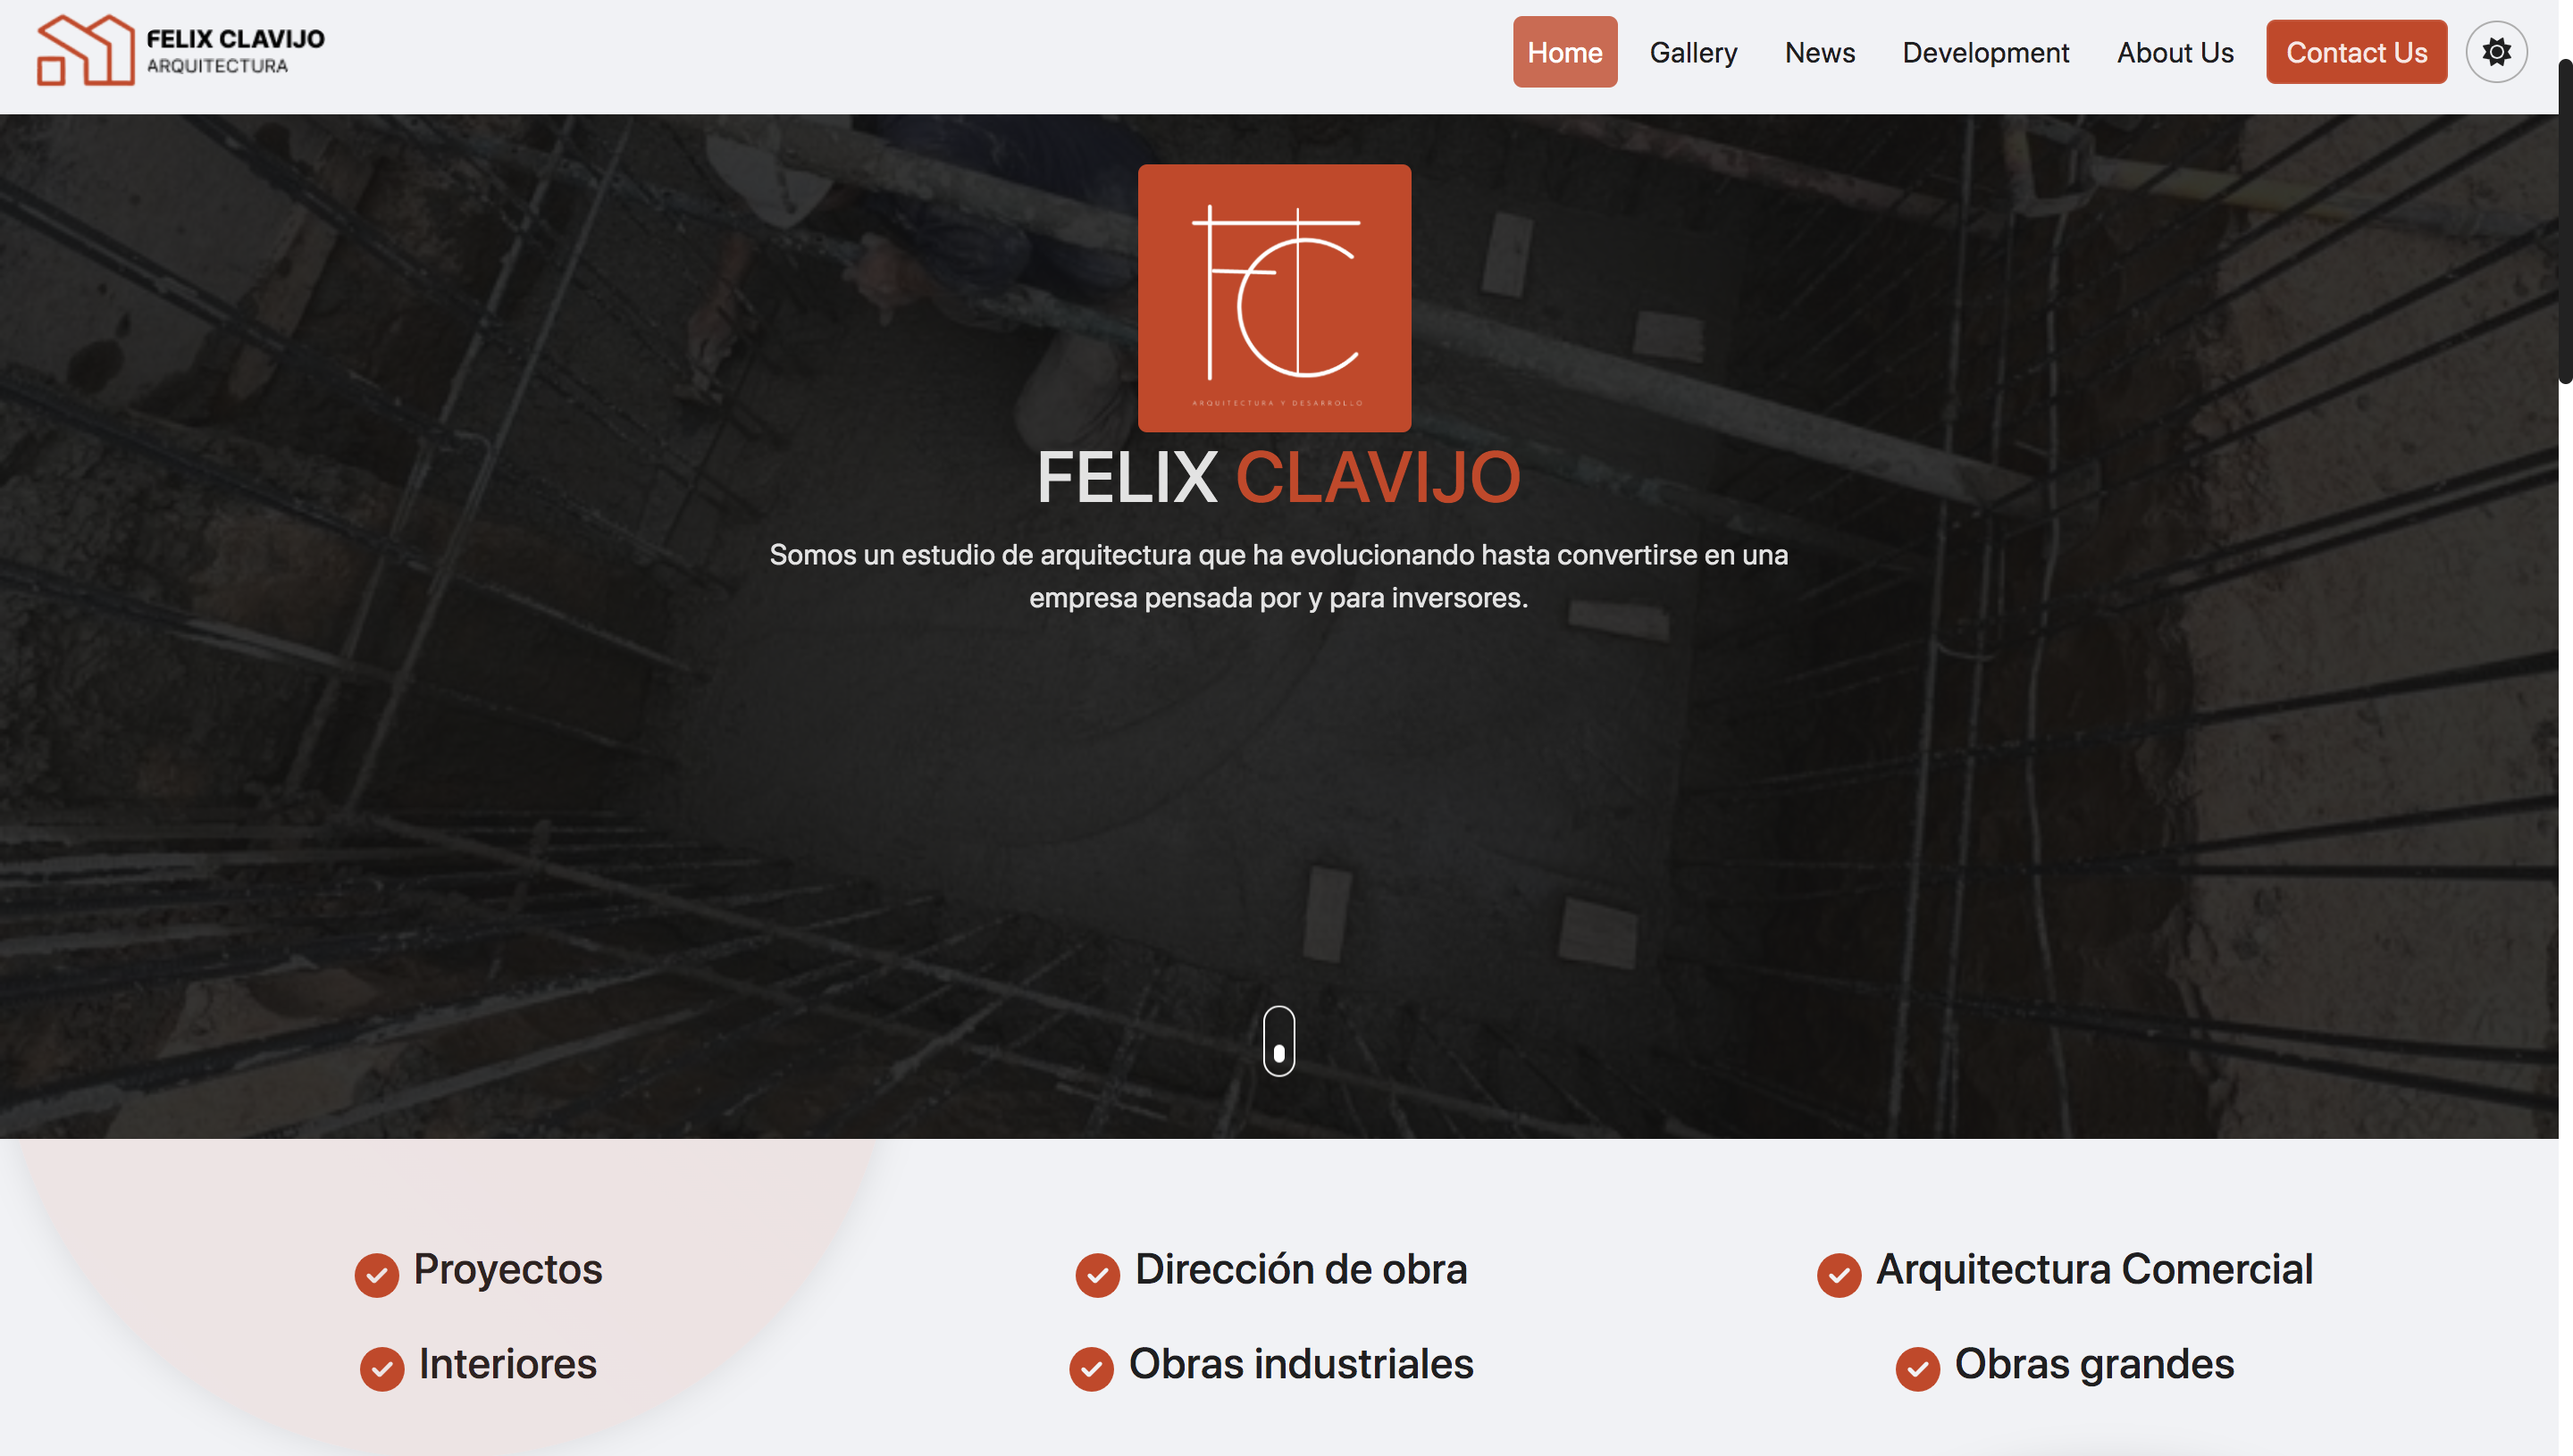 FELIX CLAVIJO
ARQUITECTURA
Home Gallery News Development About Us Contact Us
FC
ARQUITECTURA Y DESARROLLO
FELIX CLAVIJO
Somos un estudio de arquitectura que ha evolucionando hasta convertirse en una
empresa pensada por y para inversores.
Proyectos Dirección de obra Arquitectura Comercial
Interiores Obras industriales Obras grandes